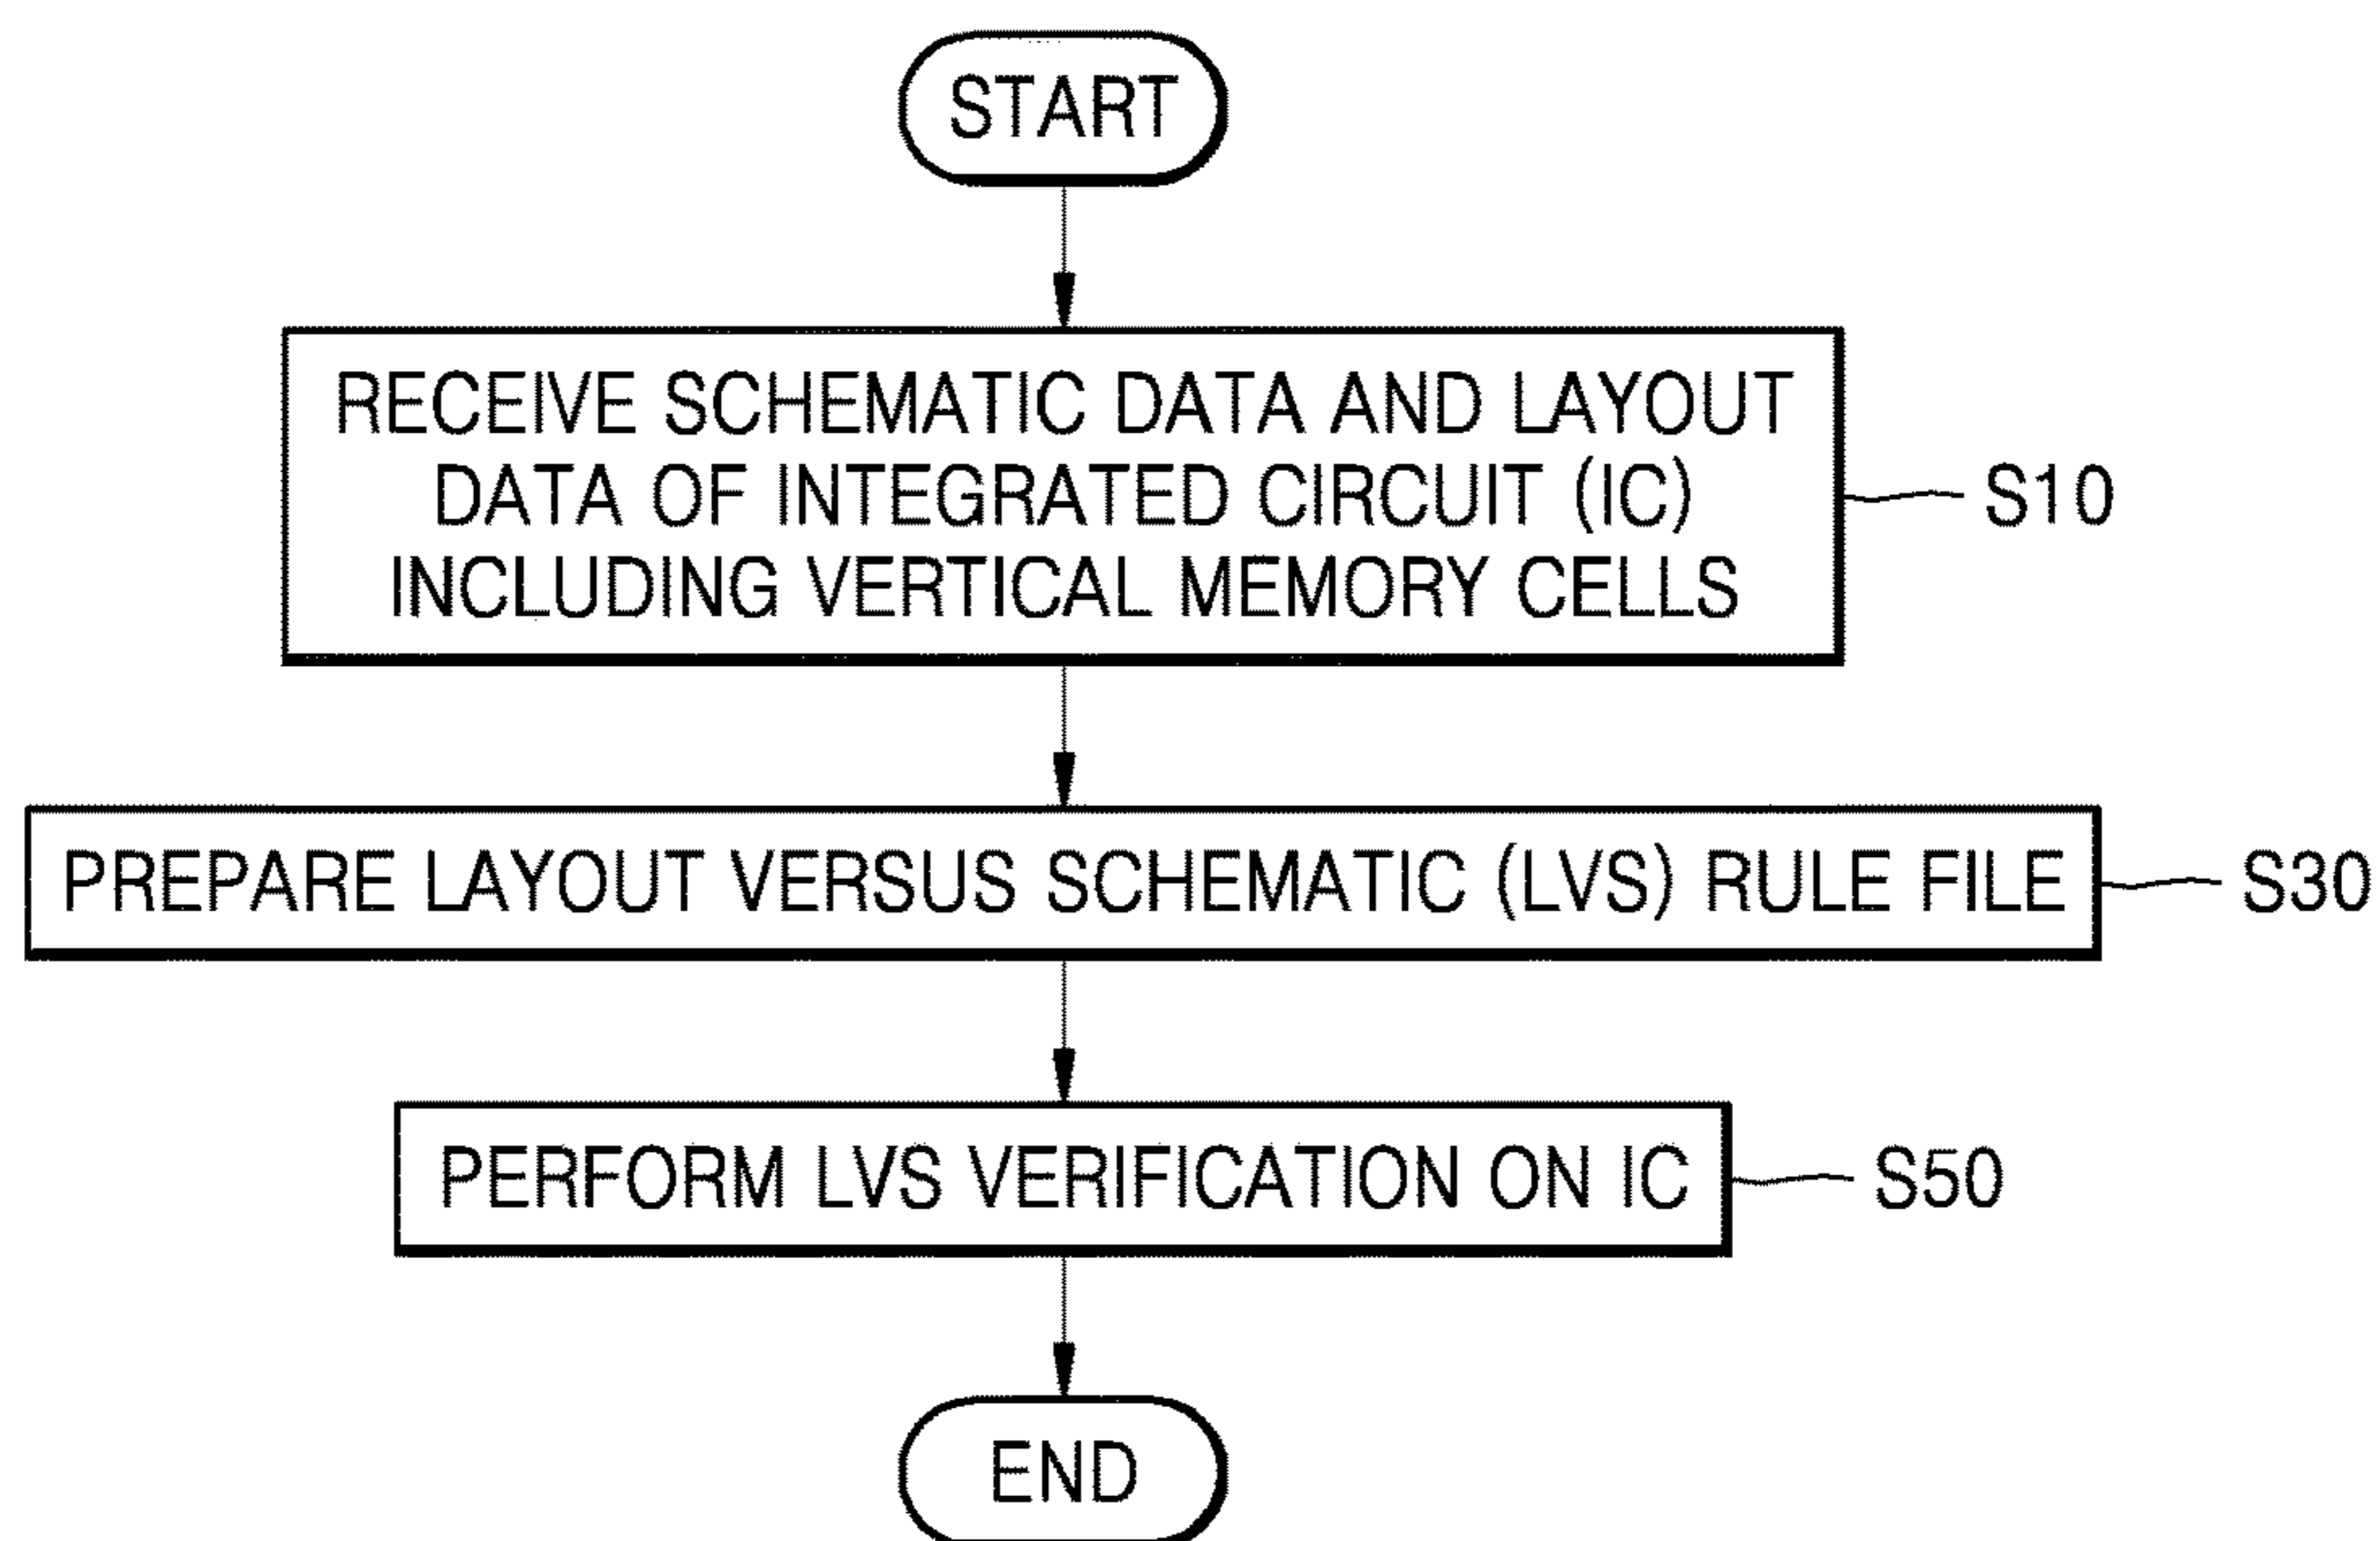 START
RECEIVE SCHEMATIC DATA AND LAYOUT
DATA OF INTEGRATED CIRCUIT (IC)
INCLUDING VERTICAL MEMORY CELLS
S10
PREPARE LAYOUT VERSUS SCHEMATIC (LVS) RULE FILE
S30
PERFORM LVS VERIFICATION ON IC
S50
END